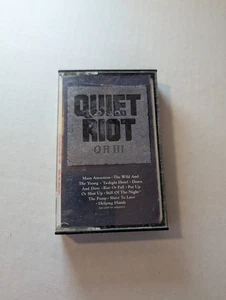 QUIET
RIOT
QR III
Main Attraction • The Wild And
The Young • Twilight Hotel • Down
And Dirty • Rise Or Fall • Put Up
Or Shut Up • Still Of The Night
The Pump • Slave To Love
Helping Hands